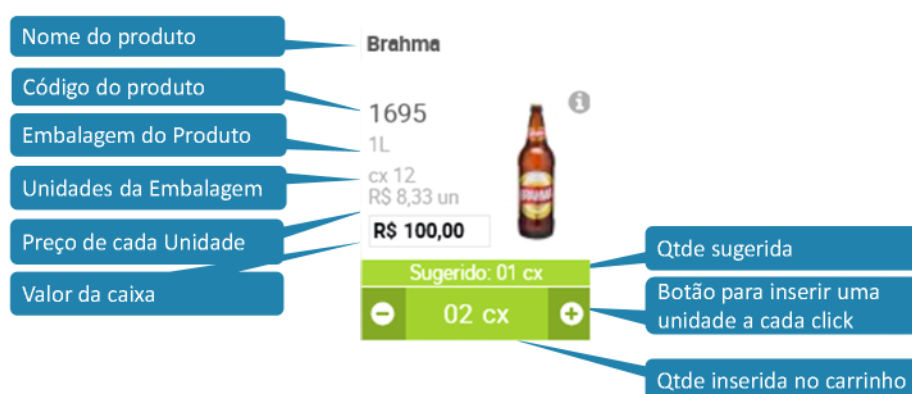 Nome do produto
Código do produto
Embalagem do Produto
Unidades da Embalagem
Preço de cada Unidade
Valor da caixa
Brahma
1695
1L
cx 12
R$ 8,33 un
R$ 100,00
Sugerido: 01 cx
02 cx
Qtde sugerida
Botão para inserir uma
unidade a cada click
Qtde inserida no carrinho